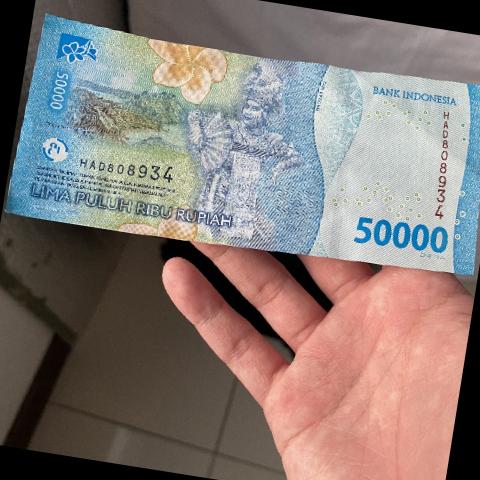 50000
BANK INDONESIA
HAD808934
HAD808934
LIMA PULUH RIBU RUPIAH
50000